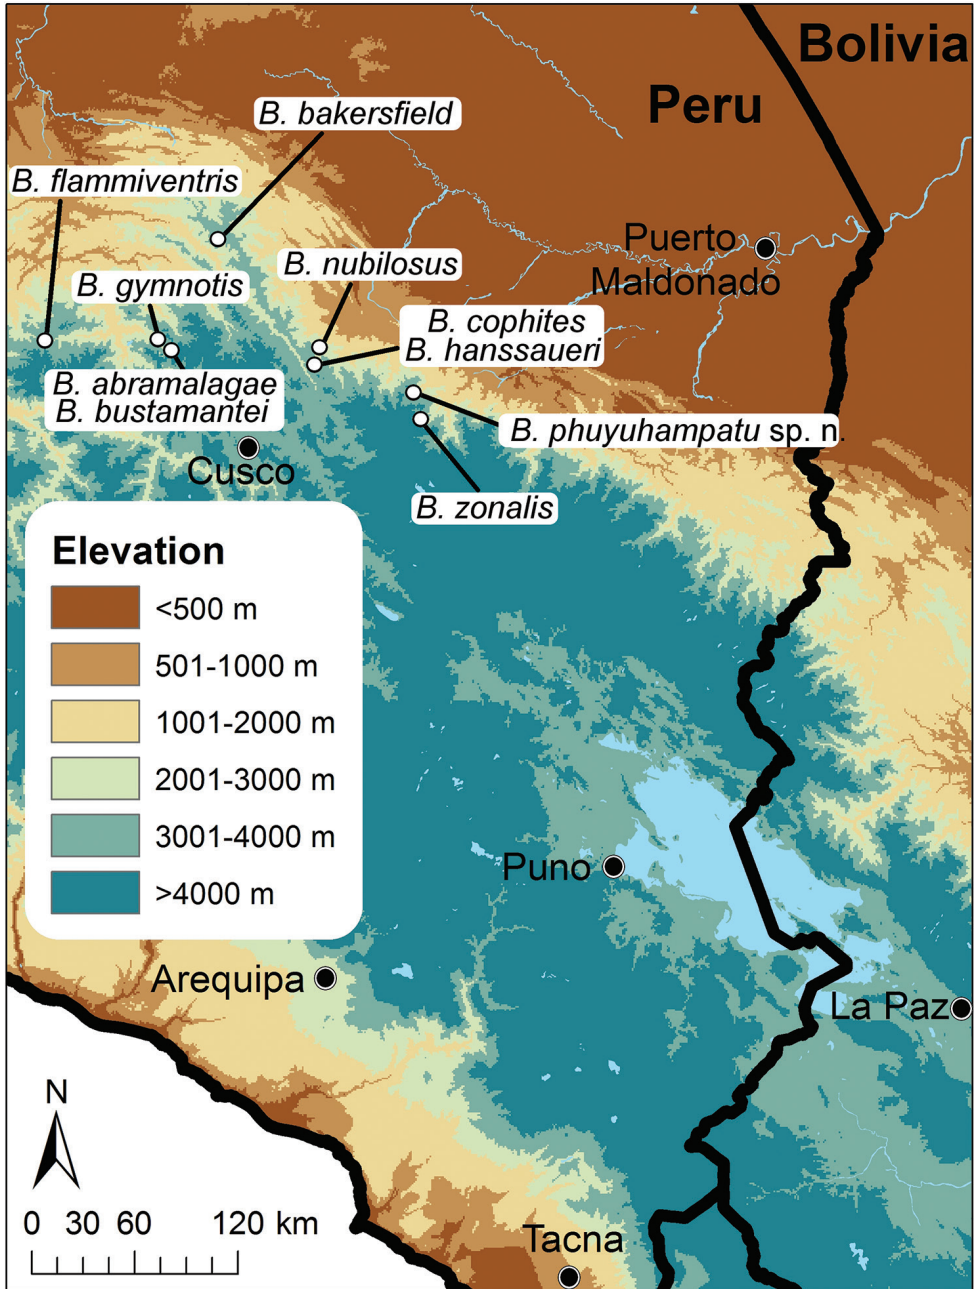 Bolivia
Peru
B. bakersfield
B. flammiventris
Puerto
Maldonado
B. nubilosus
B. gymnotis
B. cophites
B. hanssaueri
B. abramalagae
B. bustamantei
B. phuyuhampatu sp. n.
Cusco
B. zonalis
Elevation
<500 m
501-1000 m
1001-2000 m
2001-3000 m
3001-4000 m
>4000 m
Puno
Arequipa
La Paz
N
0 30 60 120 km
Tacna